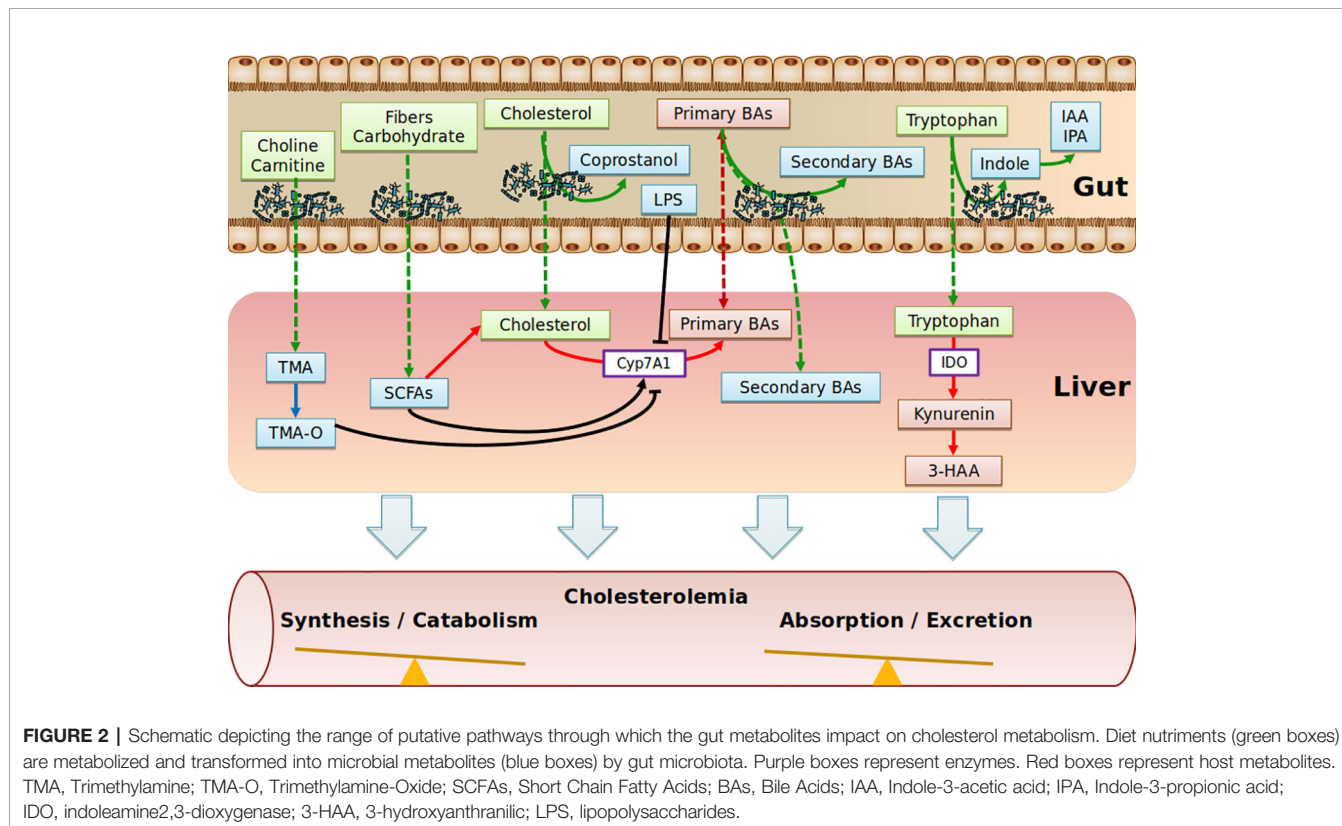 Choline
Carnitine
Fibers
Carbohydrate
Cholesterol
Coprostanol
LPS
Primary BAs
Secondary BAs
Tryptophan
Indole
IAA
IPA
Gut
TMA
TMA-O
SCFAs
Cholesterol
Cyp7A1
Primary BAs
Secondary BAs
Tryptophan
IDO
Kynurenin
3-HAA
Liver
Cholesterolemia
Synthesis / Catabolism
Absorption / Excretion
FIGURE 2 | Schematic depicting the range of putative pathways through which the gut metabolites impact on cholesterol metabolism. Diet nutriments (green boxes)
are metabolized and transformed into microbial metabolites (blue boxes) by gut microbiota. Purple boxes represent enzymes. Red boxes represent host metabolites.
TMA, Trimethylamine; TMA-O, Trimethylamine-Oxide; SCFAs, Short Chain Fatty Acids; BAs, Bile Acids; IAA, Indole-3-acetic acid; IPA, Indole-3-propionic acid;
IDO, indoleamine2,3-dioxygenase; 3-HAA, 3-hydroxyanthranilic; LPS, lipopolysaccharides.